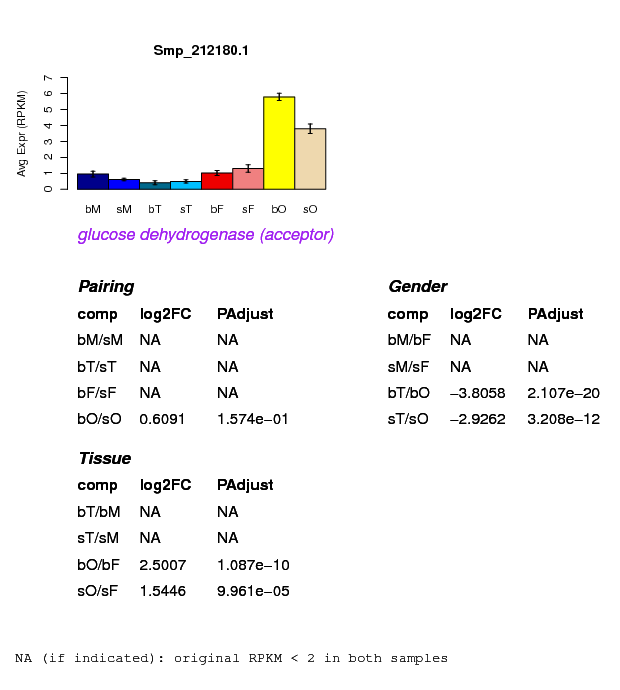 Smp_212180.1
Avg Expr (RPKM)
0 1 2 3 4 5 6 7
bM sM bT sT bF sF bO sO
glucose dehydrogenase (acceptor)
Pairing
comp log2FC PAdjust
bM/sM NA NA
bT/sT NA NA
bF/sF NA NA
bO/sO 0.6091 1.574e−01
Gender
comp log2FC PAdjust
bM/bF NA NA
sM/sF NA NA
bT/bO −3.8058 2.107e−20
sT/sO −2.9262 3.208e−12
Tissue
comp log2FC PAdjust
bT/bM NA NA
sT/sM NA NA
bO/bF 2.5007 1.087e−10
sO/sF 1.5446 9.961e−05
NA (if indicated): original RPKM < 2 in both samples